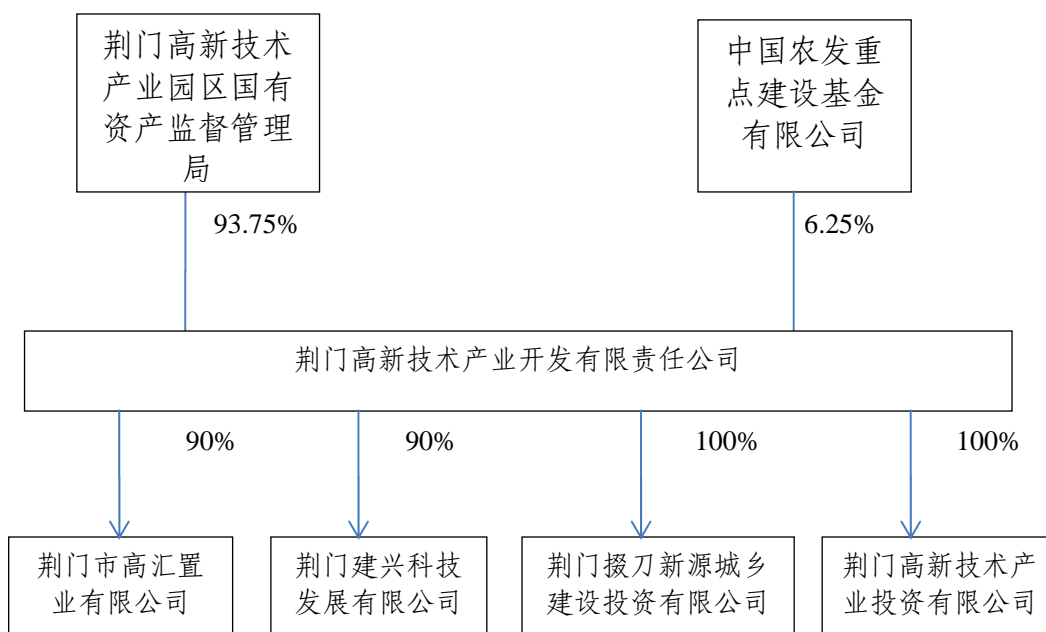 荆门高新技术
产业园区国有
资产监督管理
局
中国农发重
点建设基金
有限公司
93.75%
6.25%
荆门高新技术产业开发有限责任公司
90%
90%
100%
100%
荆门市高汇置
业有限公司
荆门建兴科技
发展有限公司
荆门掇刀新源城乡
建设投资有限公司
荆门高新技术产
业投资有限公司